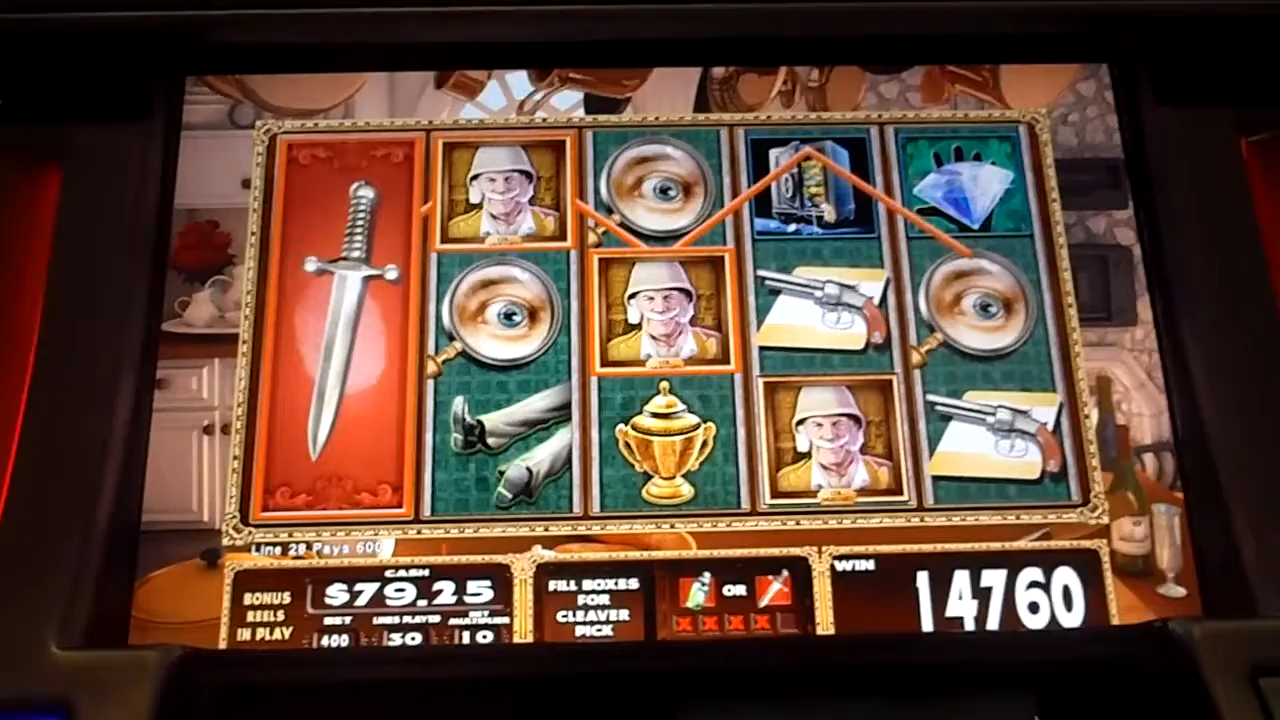 Line 28 Pays 600
BONUS
REELS
IN PLAY
CASH
$79.25
BET
LINES PLAYED
BET
MULTIPLIER
400
50
10
FILL BOXES
FOR
CLEAVER
PICK
OR
X X X X
WIN
14760